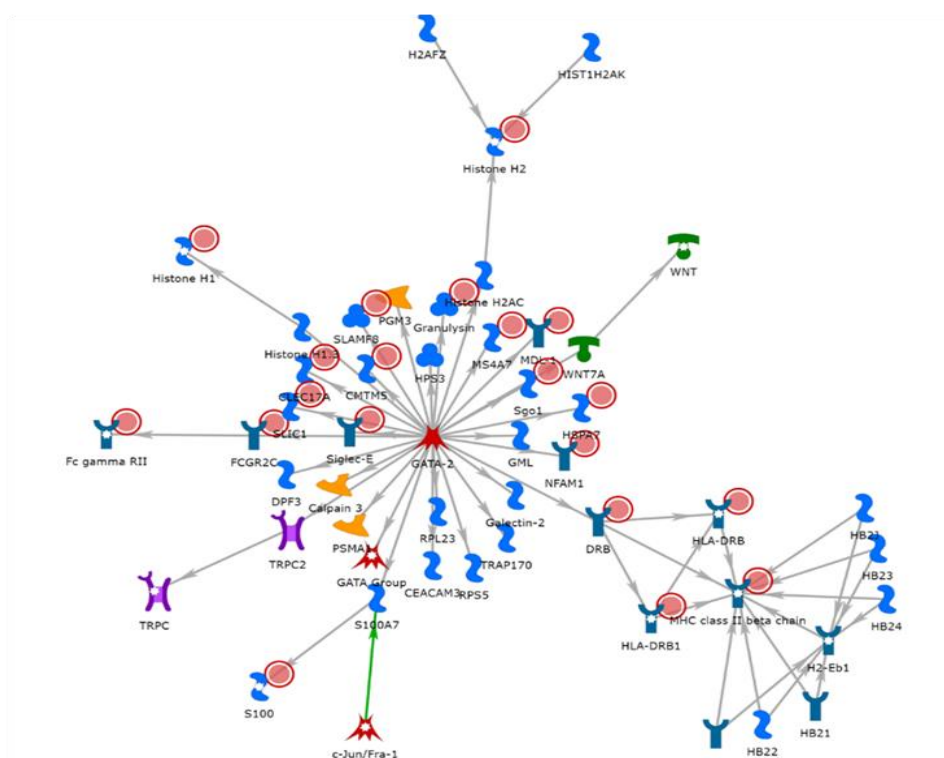 H2AFZ
HIST1H2AK
Histone H2
Histone H1
WNT
Histone H2AC
PGM3
Granulysin
SLAMF8
Histone H1.3
MS4A7
MDL-1
WNT7A
HPS3
CMTM5
CLEC17A
Sgo1
SLIC1
HSPA7
Fc gamma RII
FCGR2C
Siglec-E
GATA-2
GML
NFAM1
DPF3
Calpain 3
Galectin-2
PSMA1
RPL23
DRB
HLA-DRB
TRPC2
TRAP170
GATA Group
CEACAM3
RPS5
HB23
HB24
TRPC
S100A7
MHC class II beta chain
HLA-DRB1
H2-Eb1
S100
HB21
HB22
c-Jun/Fra-1